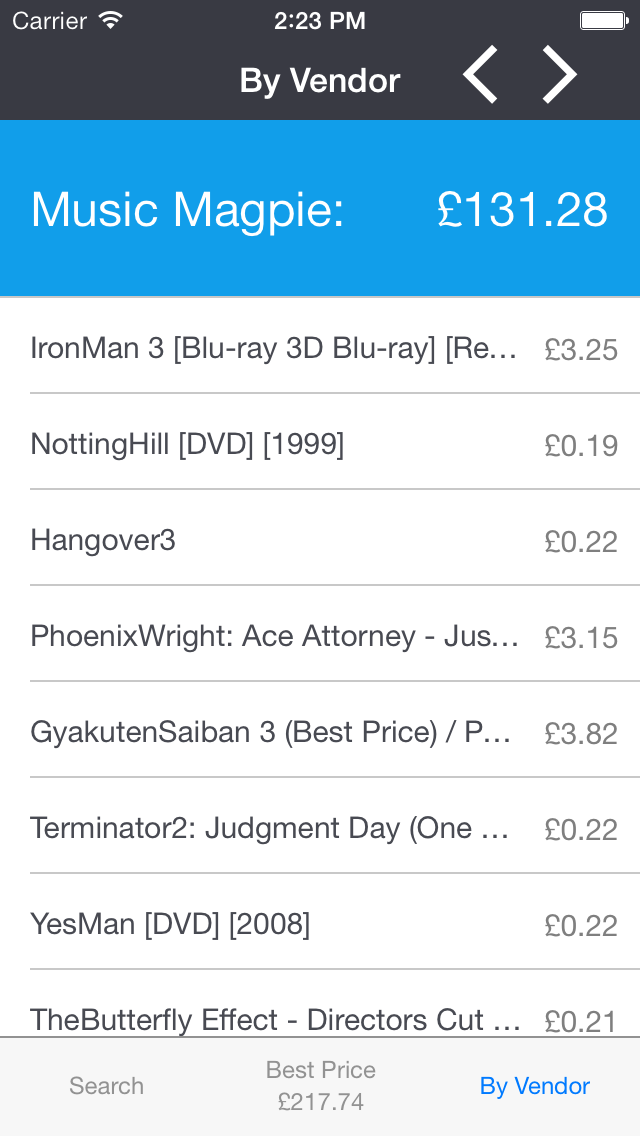 Carrier 2:23 PM
By Vendor
Music Magpie: £131.28
IronMan 3 [Blu-ray 3D Blu-ray] [Re... £3.25
NottingHill [DVD] [1999] £0.19
Hangover3 £0.22
PhoenixWright: Ace Attorney - Jus... £3.15
GyakutenSaiban 3 (Best Price) / P... £3.82
Terminator2: Judgment Day (One ... £0.22
YesMan [DVD] [2008] £0.22
TheButterfly Effect - Directors Cut ... £0.21
Search
Best Price
£217.74
By Vendor